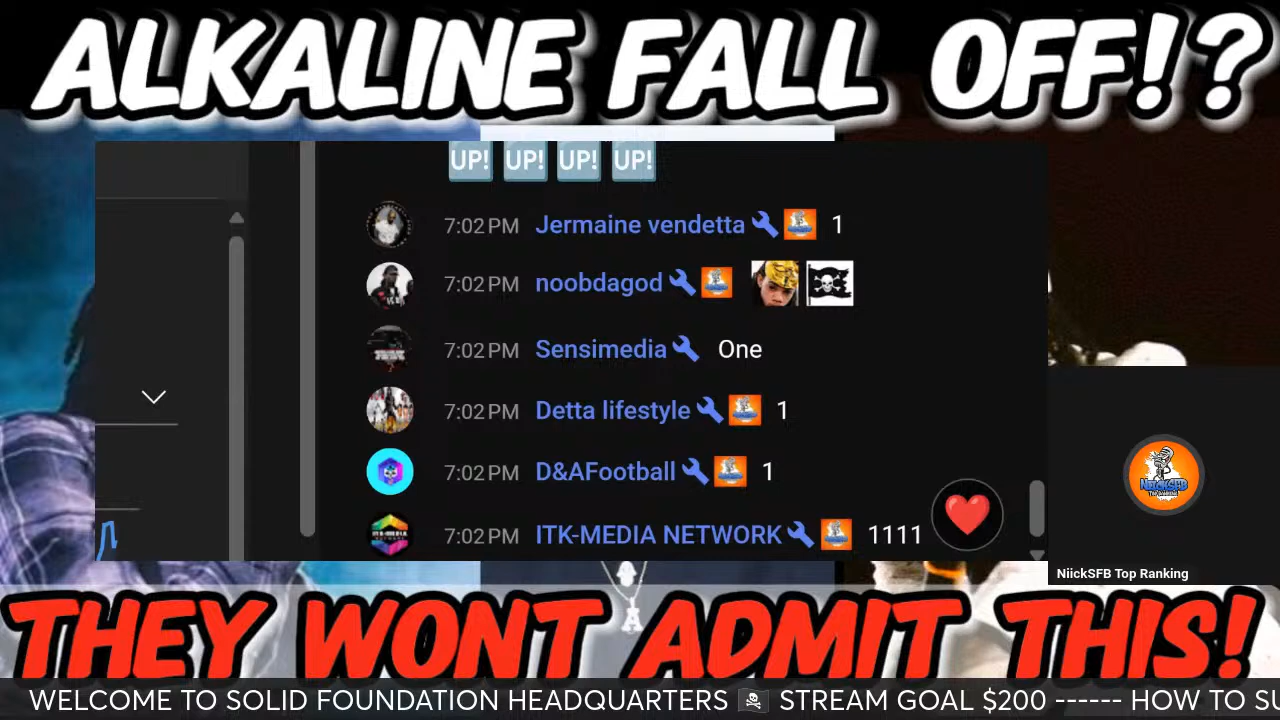 ALKALINE FALL OFF!?
UP! UP! UP! UP!
7:02 PM Jermaine vendetta 1
7:02 PM noobdagod
7:02 PM Sensimedia One
7:02 PM Detta lifestyle 1
7:02 PM D&AFootball 1
7:02 PM ITK-MEDIA NETWORK 1111
NIICKSFB
NiickSFB Top Ranking
THEY WONT ADMIT THIS!
WELCOME TO SOLID FOUNDATION HEADQUARTERS 🏴‍☠️ STREAM GOAL $200 ------ HOW TO SU